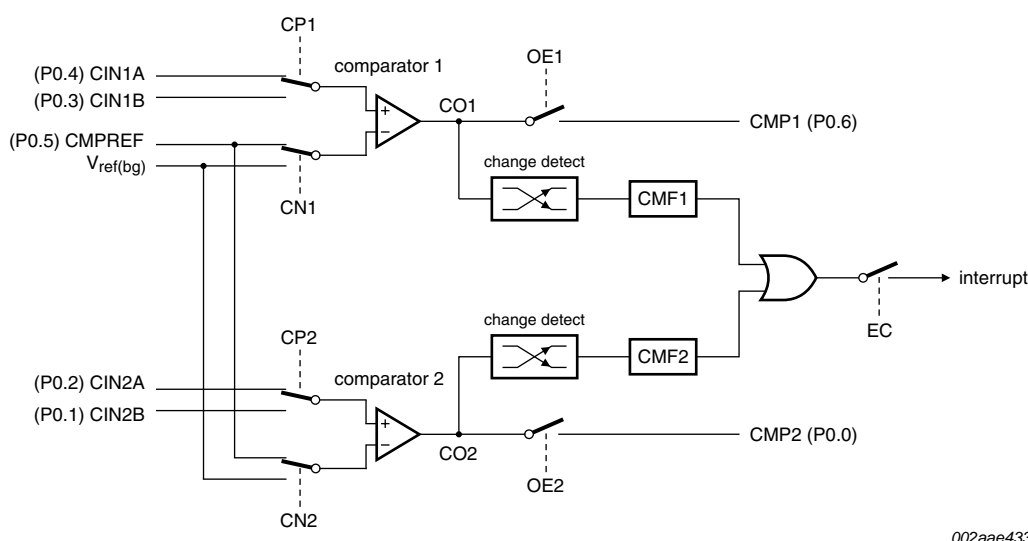 CP1
OE1
(P0.4) CIN1A
comparator 1
(P0.3) CIN1B
+
CO1
CMP1 (P0.6)
(P0.5) CMPREF
−
Vref(bg)
change detect
CN1
CMF1
interrupt
change detect
EC
CP2
CMF2
(P0.2) CIN2A
comparator 2
(P0.1) CIN2B
+
CMP2 (P0.0)
−
CO2
OE2
CN2
002aae433